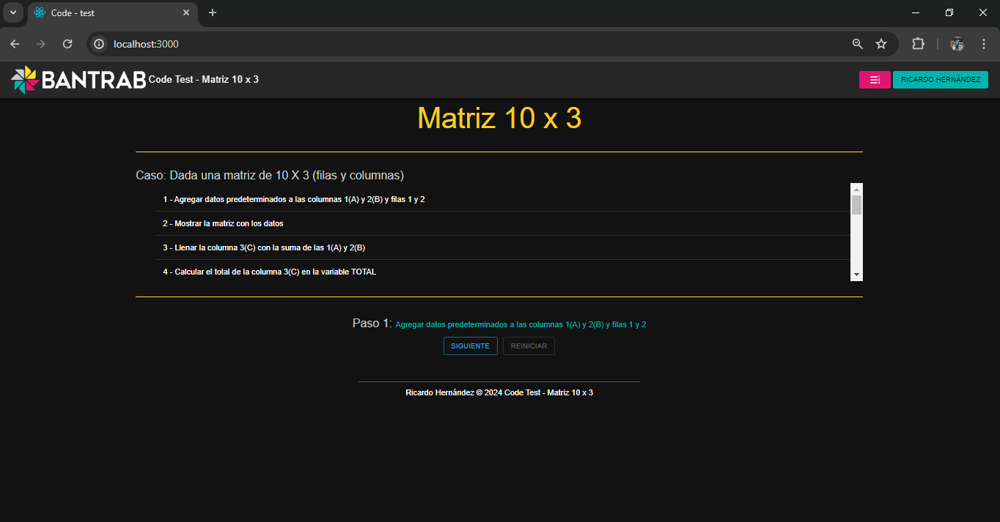 Code - test
localhost:3000
BANTRAB Code Test - Matriz 10 x 3
RICARDO HERNÁNDEZ
Matriz 10 x 3
Caso: Dada una matriz de 10 X 3 (filas y columnas)
1 - Agregar datos predeterminados a las columnas 1(A) y 2(B) y filas 1 y 2
2 - Mostrar la matriz con los datos
3 - Llenar la columna 3(C) con la suma de las 1(A) y 2(B)
4 - Calcular el total de la columna 3(C) en la variable TOTAL
Paso 1: Agregar datos predeterminados a las columnas 1(A) y 2(B) y filas 1 y 2
SIGUIENTE REINICIAR
Ricardo Hernández © 2024 Code Test - Matriz 10 x 3